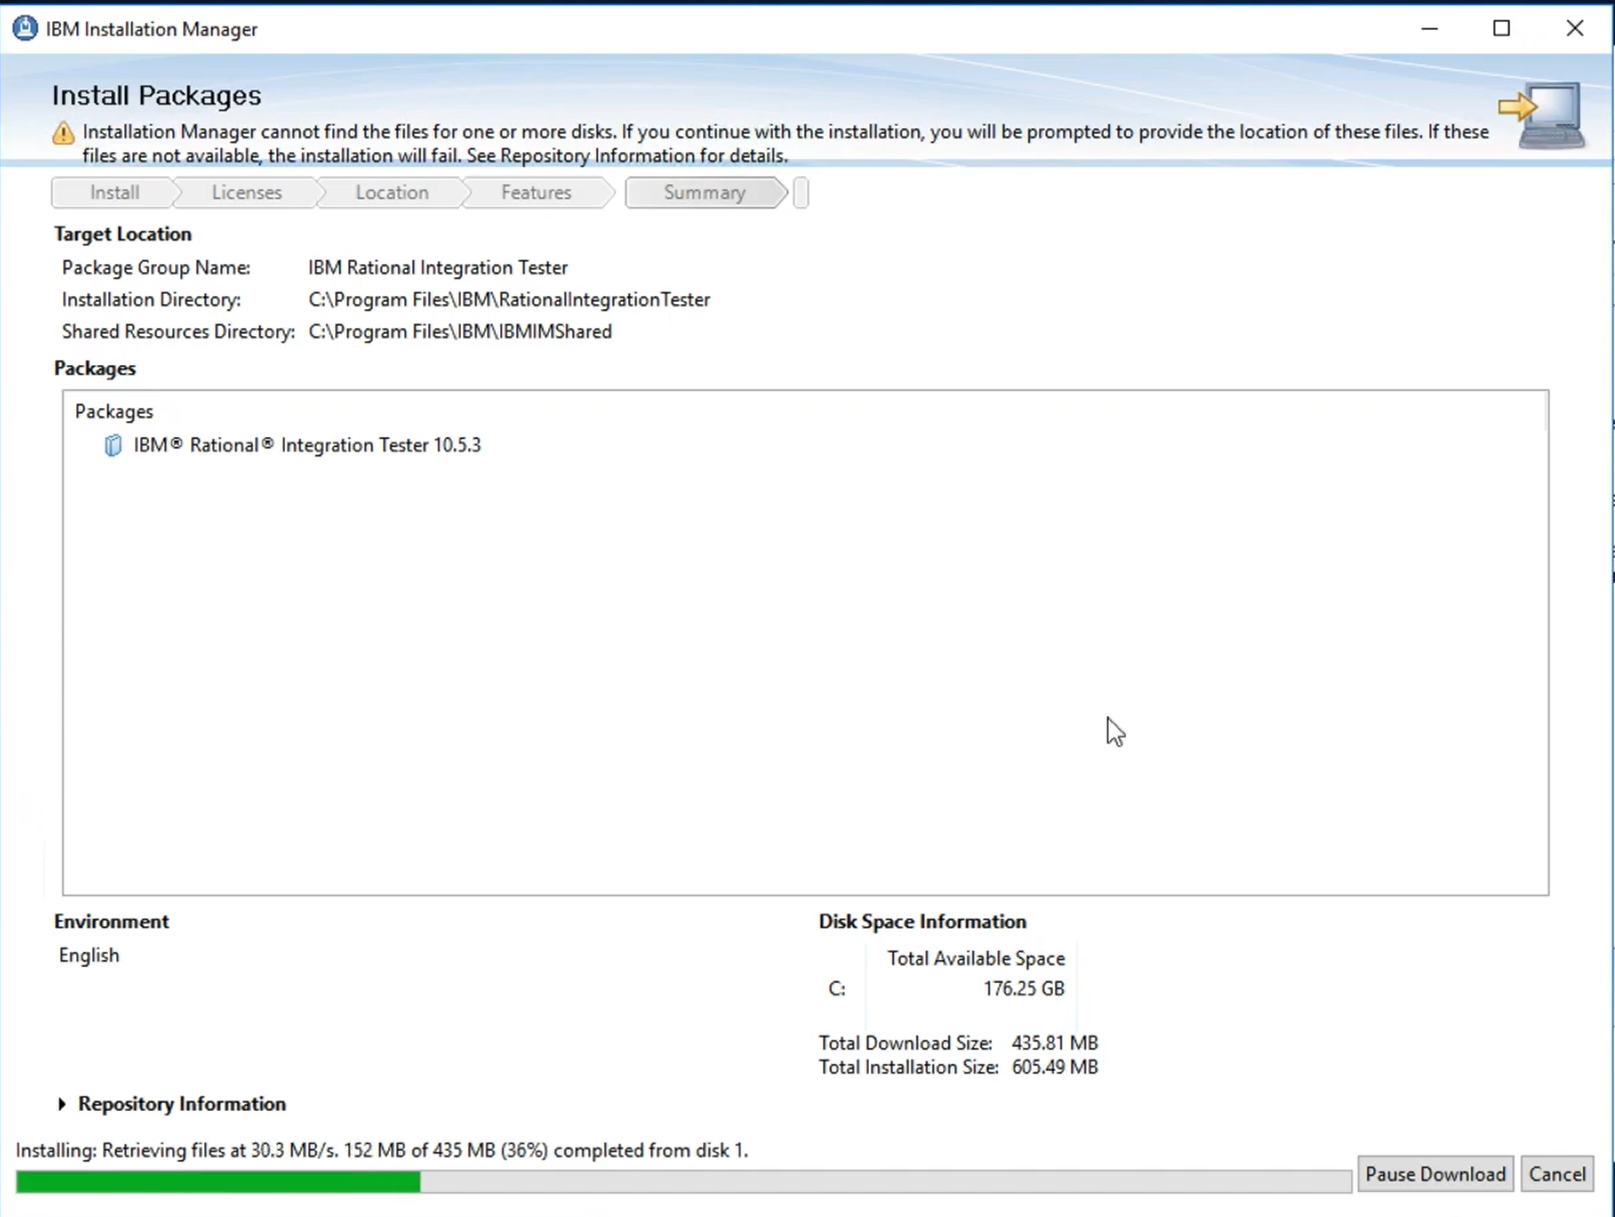 IBM Installation Manager
Install Packages
Installation Manager cannot find the files for one or more disks. If you continue with the installation, you will be prompted to provide the location of these files. If these
files are not available, the installation will fail. See Repository Information for details.
Install Licenses Location Features Summary
Target Location
Package Group Name: IBM Rational Integration Tester
Installation Directory: C:\Program Files\IBM\RationalIntegrationTester
Shared Resources Directory: C:\Program Files\IBM\IBMIMShared
Packages
Packages
IBM® Rational® Integration Tester 10.5.3
Environment
English
Disk Space Information
Total Available Space
C: 176.25 GB
Total Download Size: 435.81 MB
Total Installation Size: 605.49 MB
Repository Information
Installing: Retrieving files at 30.3 MB/s. 152 MB of 435 MB (36%) completed from disk 1.
Pause Download Cancel